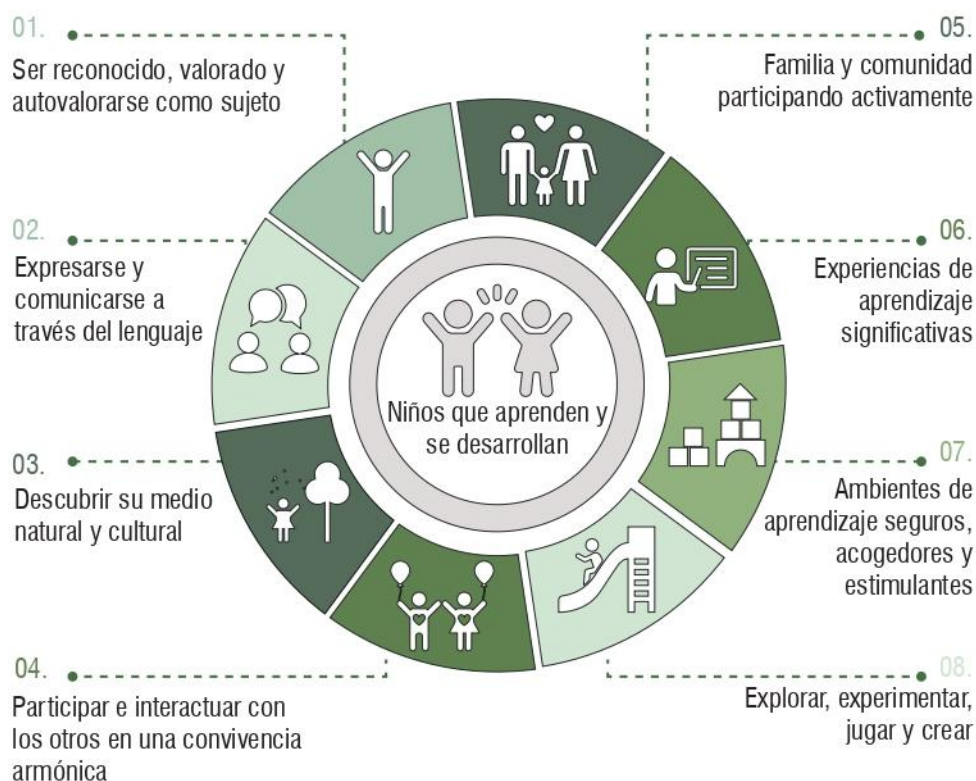 01.
Ser reconocido, valorado y
autovalorarse como sujeto
02.
Expresarse y
comunicarse a
través del lenguaje
03.
Descubrir su medio
natural y cultural
04.
Participar e interactuar con
los otros en una convivencia
armónica
Niños que aprenden y
se desarrollan
05.
Familia y comunidad
participando activamente
06.
Experiencias de
aprendizaje
significativas
07.
Ambientes de
aprendizaje seguros,
acogedores y
estimulantes
08.
Explorar, experimentar,
jugar y crear